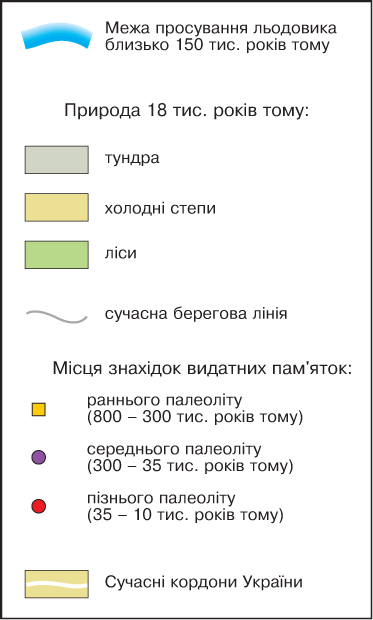 Межа просування льодовика
близько 150 тис. років тому
Природа 18 тис. років тому:
тундра
холодні степи
ліси
сучасна берегова лінія
Місця знахідок видатних пам'яток:
раннього палеоліту
(800 – 300 тис. років тому)
середнього палеоліту
(300 – 35 тис. років тому)
пізнього палеоліту
(35 – 10 тис. років тому)
Сучасні кордони України